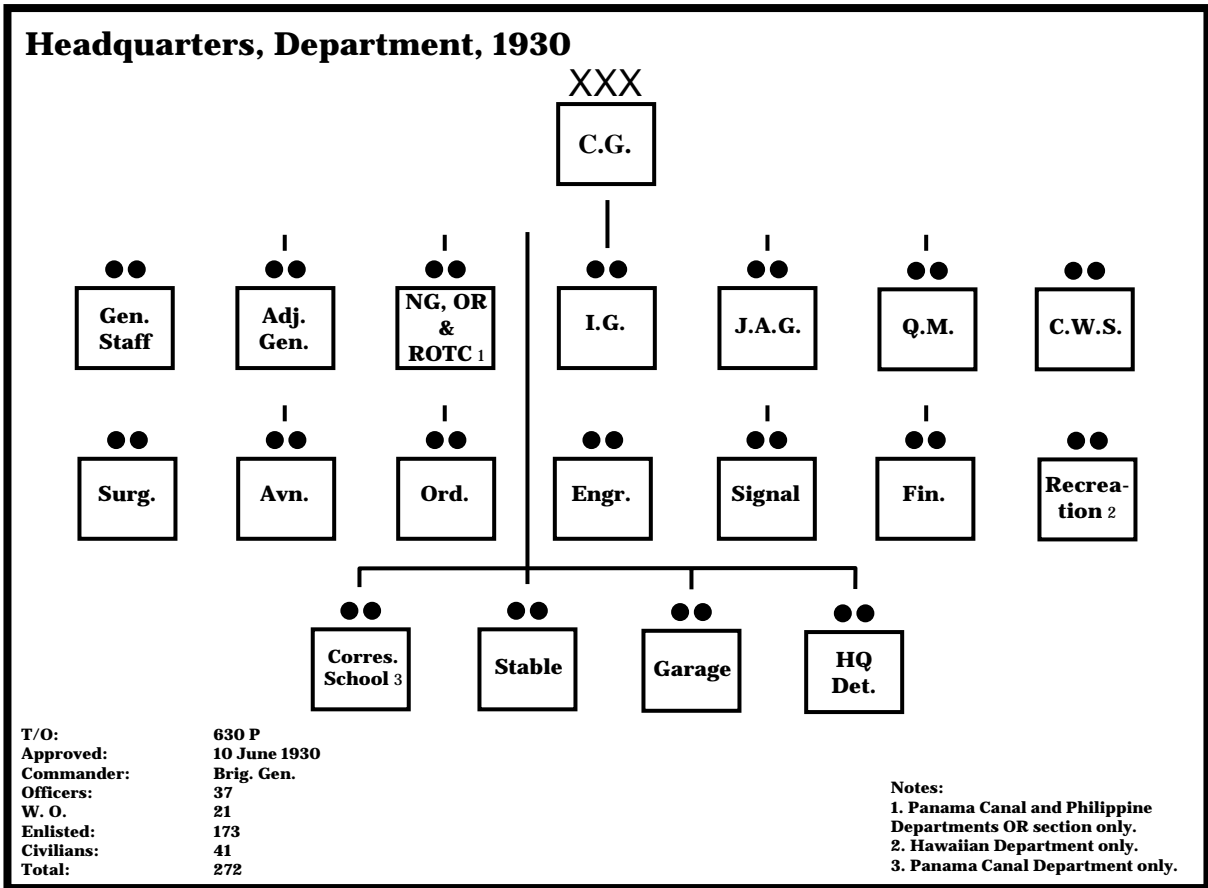 Headquarters, Department, 1930
XXX
C.G.
Gen.
Staff
Adj.
Gen.
NG, OR
&
ROTC 1
I.G.
J.A.G.
Q.M.
C.W.S.
Surg.
Avn.
Ord.
Engr.
Signal
Fin.
Recrea-
tion 2
Corres.
School 3
Stable
Garage
HQ
Det.
T/O: 630 P
Approved: 10 June 1930
Commander: Brig. Gen.
Officers: 37
W. O. 21
Enlisted: 173
Civilians: 41
Total: 272
Notes:
1. Panama Canal and Philippine
Departments OR section only.
2. Hawaiian Department only.
3. Panama Canal Department only.